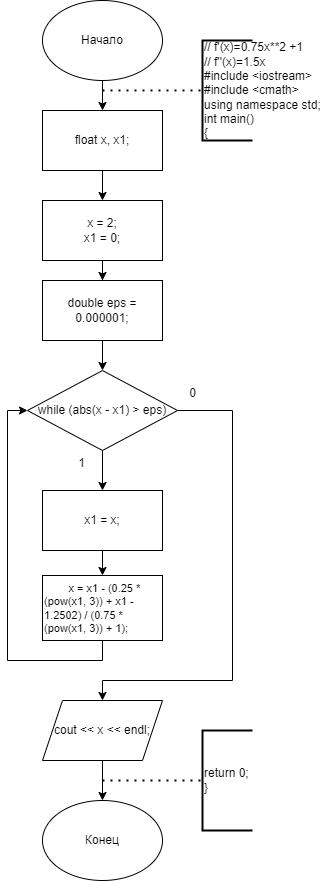 Начало
// f'(x)=0.75x**2 +1
// f"(x)=1.5x
#include <iostream>
#include <cmath>
using namespace std;
int main()
{
float x, x1;
x = 2;
x1 = 0;
double eps =
0.000001;
while (abs(x - x1) > eps)
0
1
x1 = x;
x = x1 - (0.25 *
(pow(x1, 3)) + x1 -
1.2502) / (0.75 *
(pow(x1, 3)) + 1);
cout << x << endl;
return 0;
}
Конец